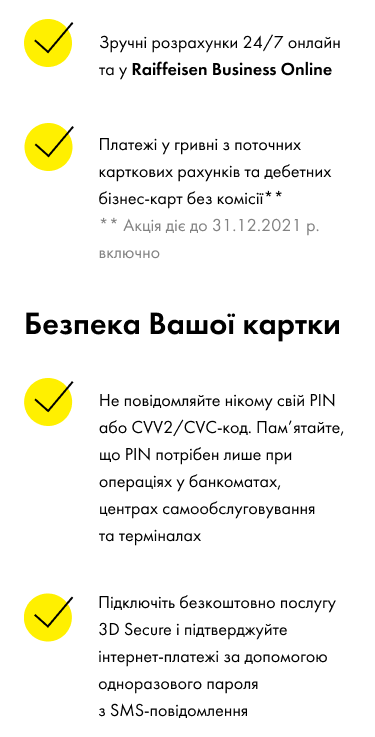 Зручні розрахунки 24/7 онлайн
та у Raiffeisen Business Online
Платежі у гривні з поточних
карткових рахунків та дебетних
бізнес-карт без комісії**
** Акція діє до 31.12.2021 р.
включно
Безпека Вашої картки
Не повідомляйте нікому свій PIN
або CVV2/CVC-код. Пам’ятайте,
що PIN потрібен лише при
операціях у банкоматах,
центрах самообслуговування
та терміналах
Підключіть безкоштовно послугу
3D Secure і підтверджуйте
інтернет-платежі за допомогою
одноразового пароля
з SMS-повідомлення